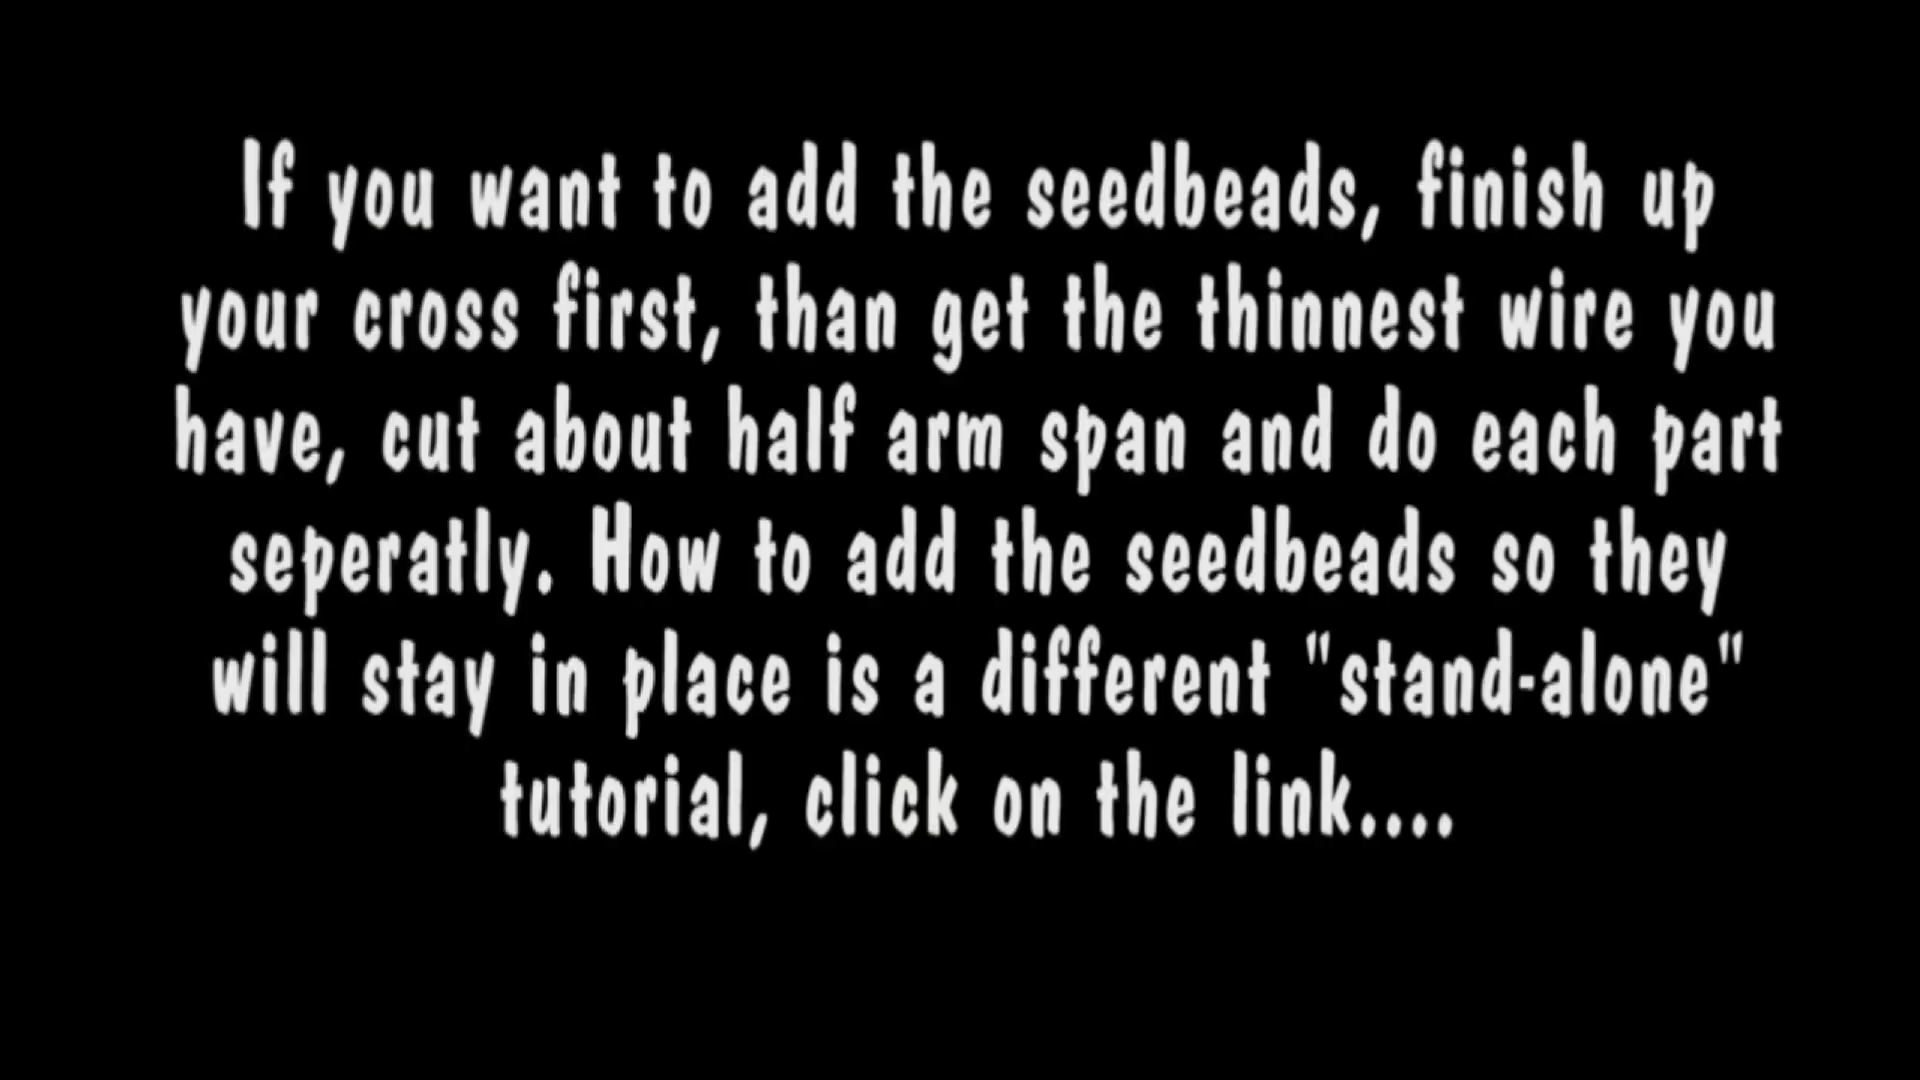 If you want to add the seedbeads, finish up
your cross first, than get the thinnest wire you
have, cut about half arm span and do each part
seperatly. How to add the seedbeads so they
will stay in place is a different "stand-alone"
tutorial, click on the link....